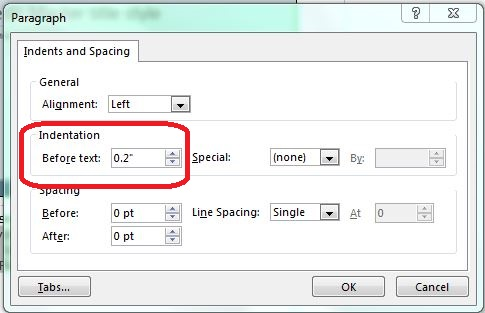 Paragraph
Indents and Spacing
General
Alignment: Left
Indentation
Before text: 0.2" Special: (none) By:
Spacing
Before: 0 pt Line Spacing: Single At 0
After: 0 pt
Tabs... OK Cancel